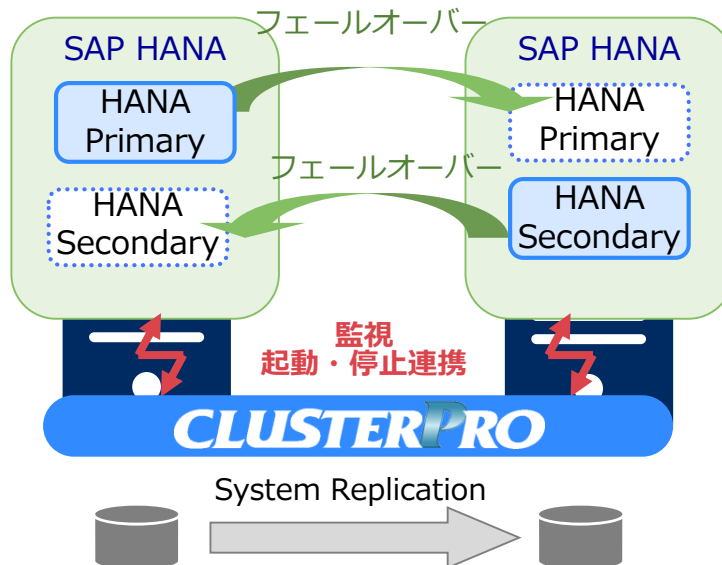 フェールオーバー
SAP HANA
SAP HANA
HANA
Primary
HANA
Primary
フェールオーバー
HANA
Secondary
HANA
Secondary
監視
起動・停止連携
CLUSTERPRO
System Replication